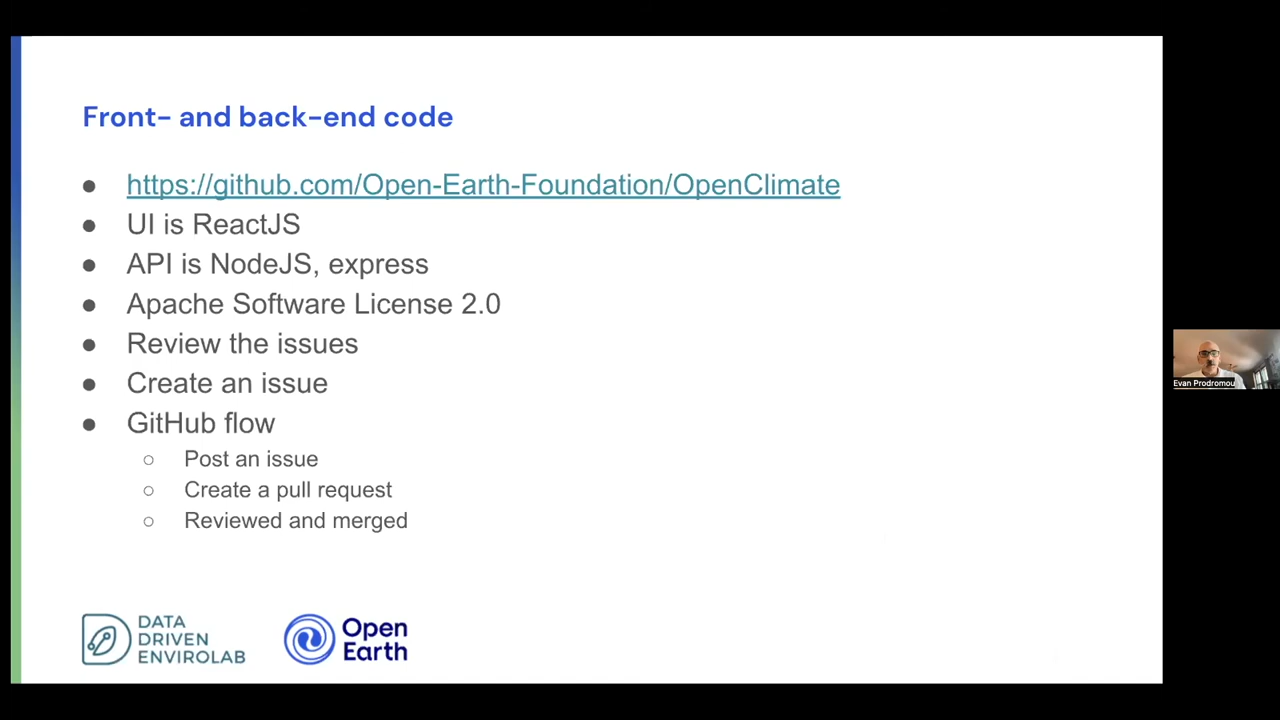 Front- and back-end code
https://github.com/Open-Earth-Foundation/OpenClimate
UI is ReactJS
API is NodeJS, express
Apache Software License 2.0
Review the issues
Create an issue
GitHub flow
Post an issue
Create a pull request
Reviewed and merged
DATA
DRIVEN
ENVIROLAB
Open
Earth
Evan Prodromou